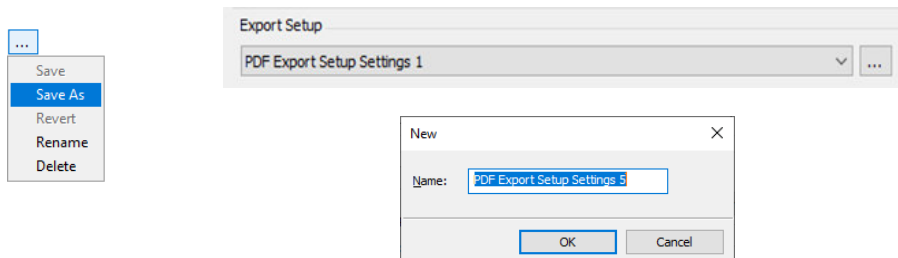 ...
Save
Save As
Revert
Rename
Delete
Export Setup
PDF Export Setup Settings 1
...
New
Name: PDF Export Setup Settings 5
OK Cancel